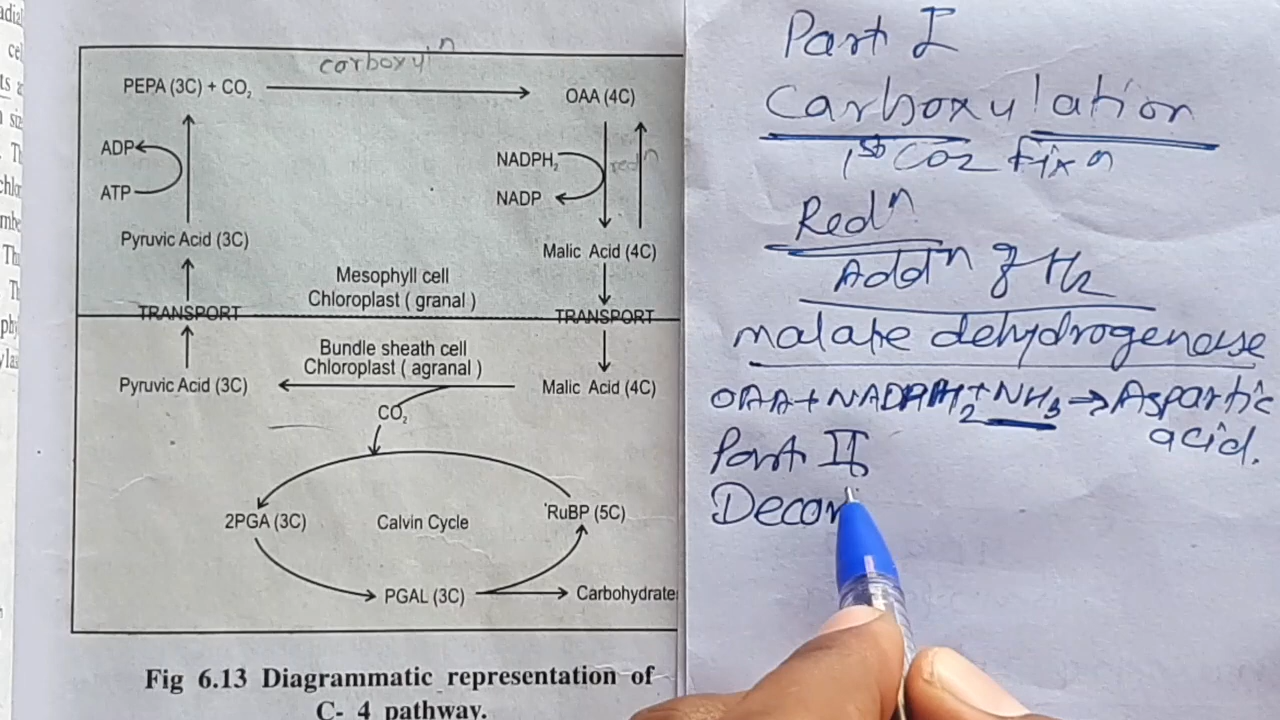 carboxyⁿ
PEPA (3C) + CO₂
OAA (4C)
ADP
ATP
NADPH₂
redⁿ
NADP
Pyruvic Acid (3C)
Malic Acid (4C)
Mesophyll cell
Chloroplast ( granal )
TRANSPORT
TRANSPORT
Bundle sheath cell
Chloroplast ( agranal )
Pyruvic Acid (3C)
Malic Acid (4C)
CO₂
2PGA (3C)
Calvin Cycle
RuBP (5C)
PGAL (3C)
Carbohydrate
Fig 6.13 Diagrammatic representation of
C- 4 pathway.
Part I
Carboxylation
1st CO2 fixn
Redⁿ
Addⁿ of H2
malate dehydrogenase
OAA + NADPH₂ + NH₃ → Aspartic
acid.
Part II
Decar